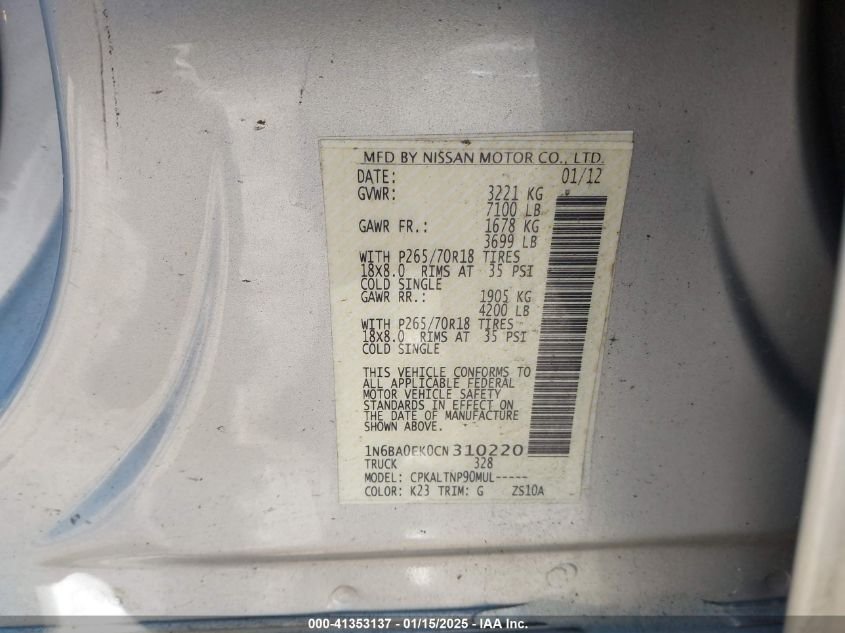 MFD BY NISSAN MOTOR CO., LTD.
DATE: 01/12
GVWR: 3221 KG
7100 LB
GAWR FR.: 1678 KG
3699 LB
WITH P265/70R18 TIRES
18X8.0 RIMS AT 35 PSI
COLD SINGLE
GAWR RR.: 1905 KG
4200 LB
WITH P265/70R18 TIRES
18X8.0 RIMS AT 35 PSI
COLD SINGLE
THIS VEHICLE CONFORMS TO
ALL APPLICABLE FEDERAL
MOTOR VEHICLE SAFETY
STANDARDS IN EFFECT ON
THE DATE OF MANUFACTURE
SHOWN ABOVE.
1N6BA0EK0CN310220
TRUCK 328
MODEL: CPKALTNP90MUL-----
COLOR: K23 TRIM: G ZS10A
000-41353137 - 01/15/2025 - IAA Inc.